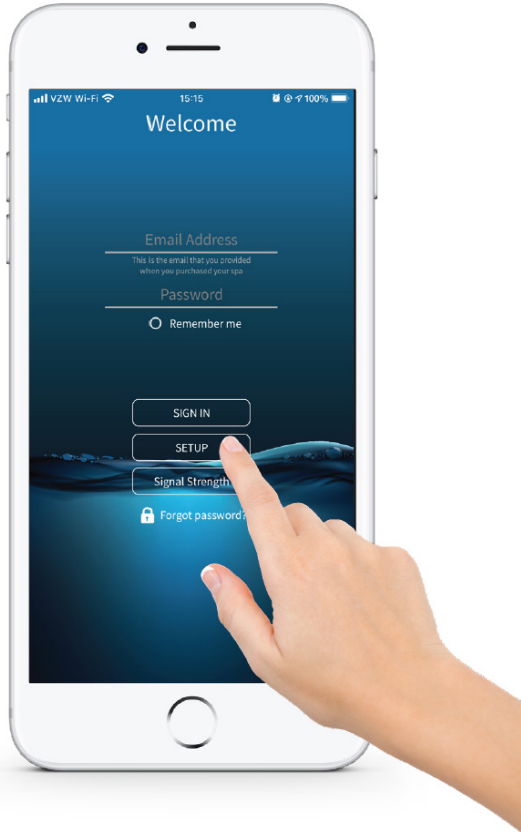 VZW Wi-Fi 15:15 100%
Welcome
Email Address
This is the email that you provided
when you purchased your spa
Password
Remember me
SIGN IN
SETUP
Signal Strength
Forgot password?